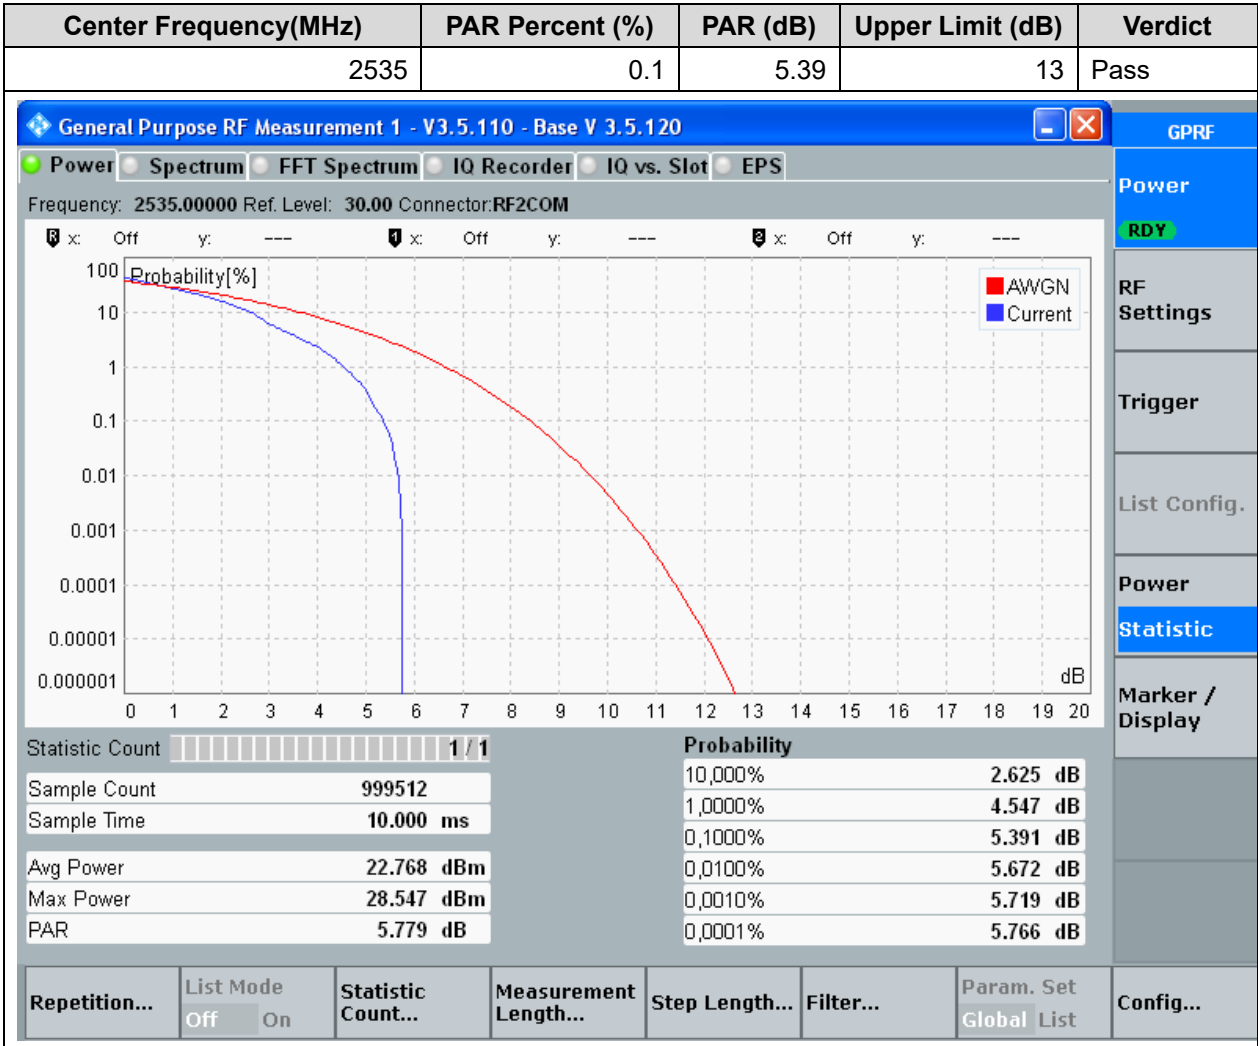 Center Frequency(MHz) PAR Percent (%) PAR (dB) Upper Limit (dB) Verdict
2535 0.1 5.39 13 Pass
General Purpose RF Measurement 1 - V3.5.110 - Base V 3.5.120
GPRF
Power Spectrum FFT Spectrum IQ Recorder IQ vs. Slot EPS
Frequency: 2535.00000 Ref. Level: 30.00 Connector:RF2COM
R x: Off y: --- 1 x: Off y: --- 2 x: Off y: ---
Probability[%]
100
10
1
0.1
0.01
0.001
0.0001
0.00001
0.000001
AWGN
Current
dB
0 1 2 3 4 5 6 7 8 9 10 11 12 13 14 15 16 17 18 19 20
Statistic Count 1 / 1
Sample Count 999512
Sample Time 10.000 ms
Avg Power 22.768 dBm
Max Power 28.547 dBm
PAR 5.779 dB
Probability
10,000% 2.625 dB
1,0000% 4.547 dB
0,1000% 5.391 dB
0,0100% 5.672 dB
0,0010% 5.719 dB
0,0001% 5.766 dB
Power
RDY
RF
Settings
Trigger
List Config.
Power
Statistic
Marker /
Display
Repetition...
List Mode
Off On
Statistic
Count...
Measurement
Length...
Step Length...
Filter...
Param. Set
Global List
Config...